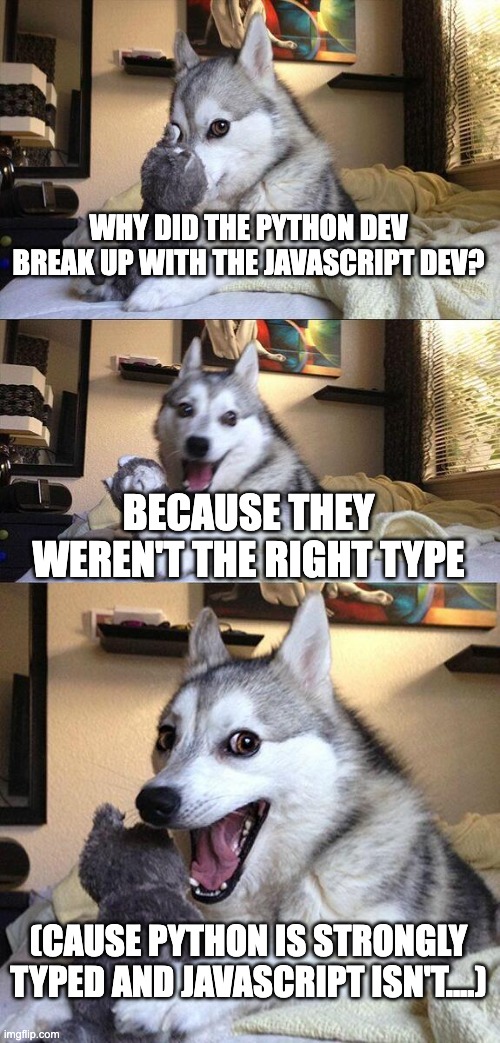 WHY DID THE PYTHON DEV
BREAK UP WITH THE JAVASCRIPT DEV?
BECAUSE THEY
WEREN'T THE RIGHT TYPE
(CAUSE PYTHON IS STRONGLY
TYPED AND JAVASCRIPT ISN'T....)
imgflip.com